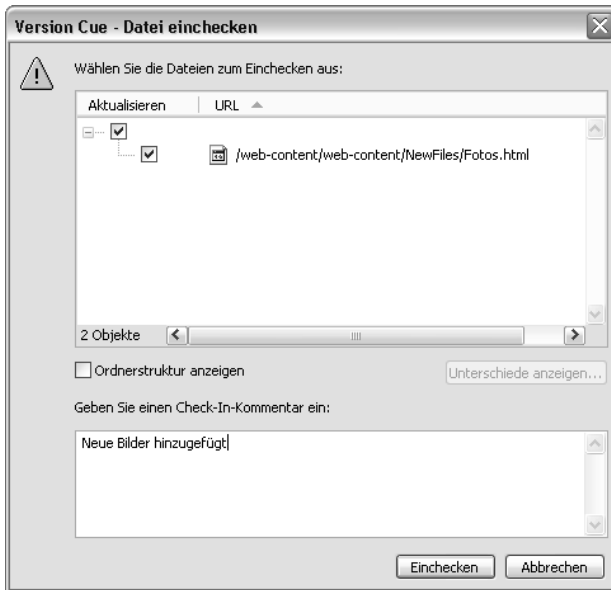 Version Cue - Datei einchecken
Wählen Sie die Dateien zum Einchecken aus:
Aktualisieren URL
/web-content/web-content/NewFiles/Fotos.html
2 Objekte
Ordnerstruktur anzeigen
Unterschiede anzeigen...
Geben Sie einen Check-In-Kommentar ein:
Neue Bilder hinzugefügt
Einchecken Abbrechen